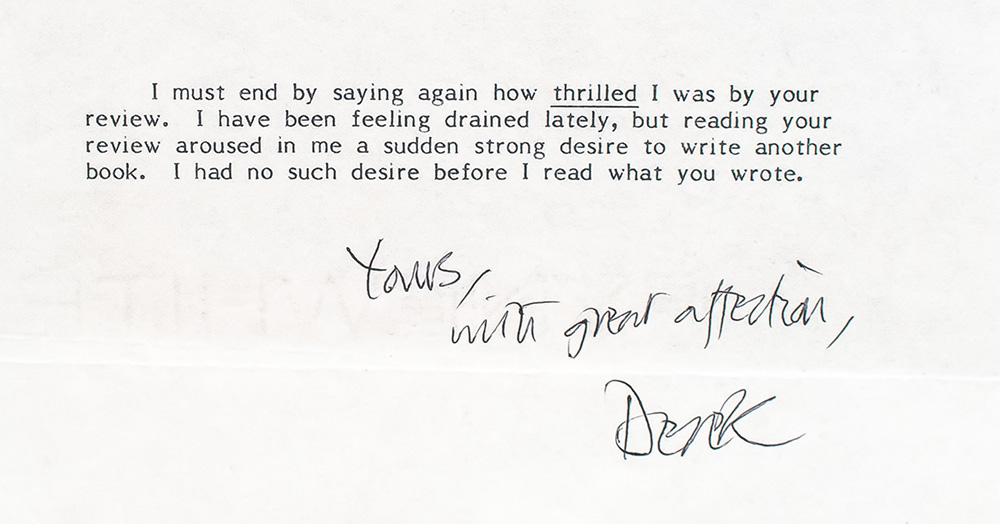 I must end by saying again how thrilled I was by your
review. I have been feeling drained lately, but reading your
review aroused in me a sudden strong desire to write another
book. I had no such desire before I read what you wrote.
Yours,
with great affection,
Derek